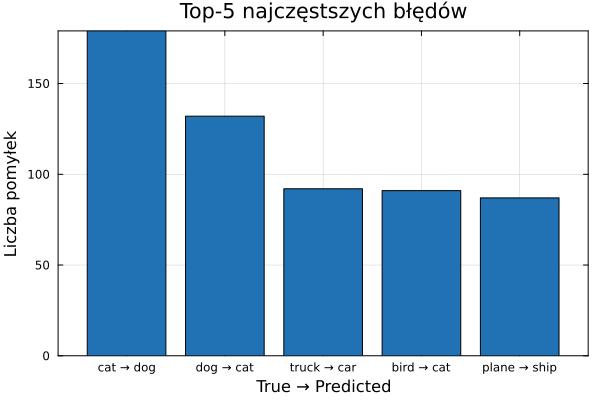 Top-5 najczęstszych błędów
Liczba pomyłek
150
100
50
0
cat → dog
dog → cat
truck → car
bird → cat
plane → ship
True → Predicted